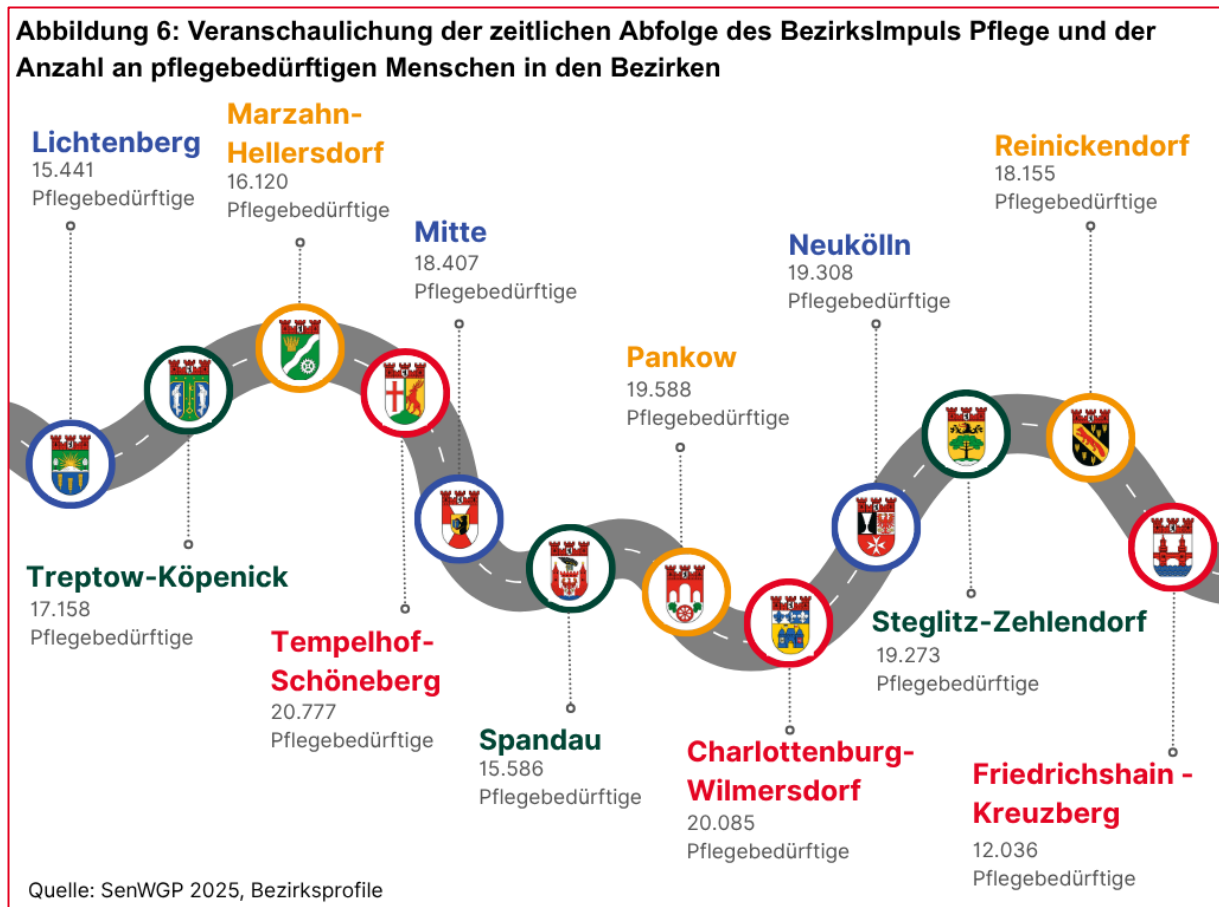 Abbildung 6: Veranschaulichung der zeitlichen Abfolge des BezirksImpuls Pflege und der
Anzahl an pflegebedürftigen Menschen in den Bezirken
Lichtenberg
15.441
Pflegebedürftige
Treptow-Köpenick
17.158
Pflegebedürftige
Marzahn-
Hellersdorf
16.120
Pflegebedürftige
Tempelhof-
Schöneberg
20.777
Pflegebedürftige
Mitte
18.407
Pflegebedürftige
Spandau
15.586
Pflegebedürftige
Pankow
19.588
Pflegebedürftige
Charlottenburg-
Wilmersdorf
20.085
Pflegebedürftige
Neukölln
19.308
Pflegebedürftige
Steglitz-Zehlendorf
19.273
Pflegebedürftige
Reinickendorf
18.155
Pflegebedürftige
Friedrichshain -
Kreuzberg
12.036
Pflegebedürftige
Quelle: SenWGP 2025, Bezirksprofile